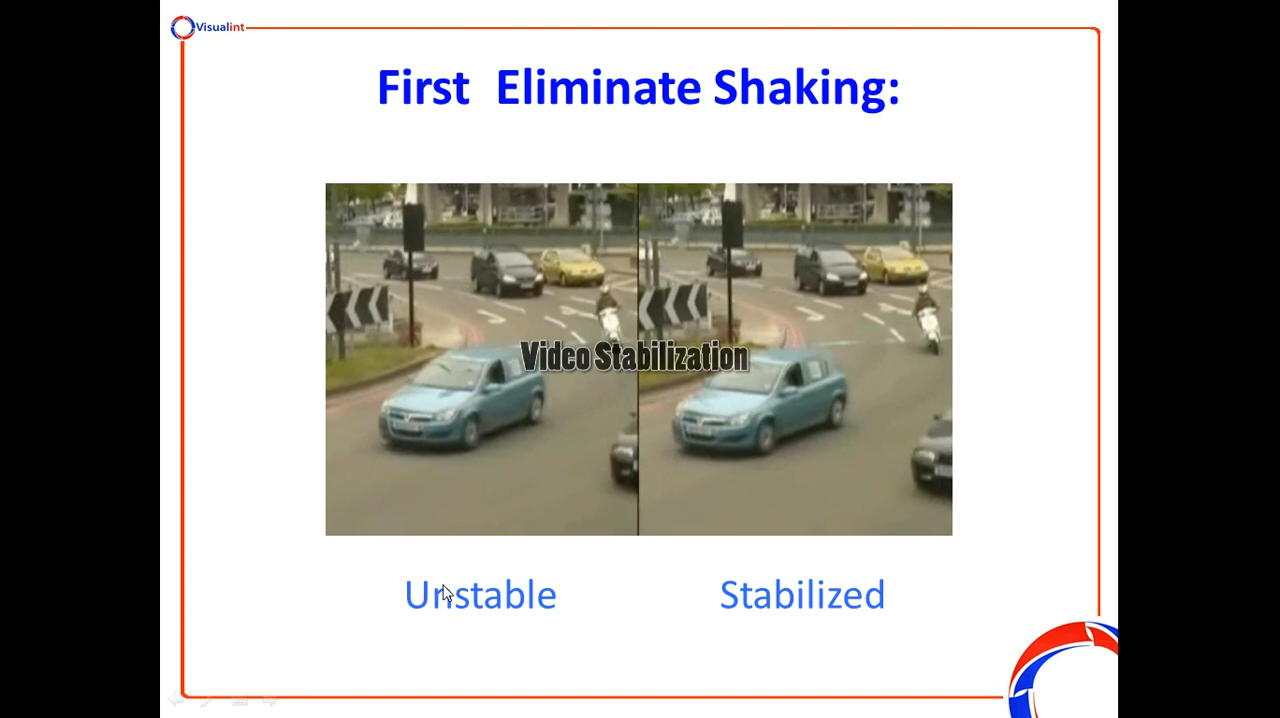 Visualint
First Eliminate Shaking:
Video Stabilization
Unstable
Stabilized